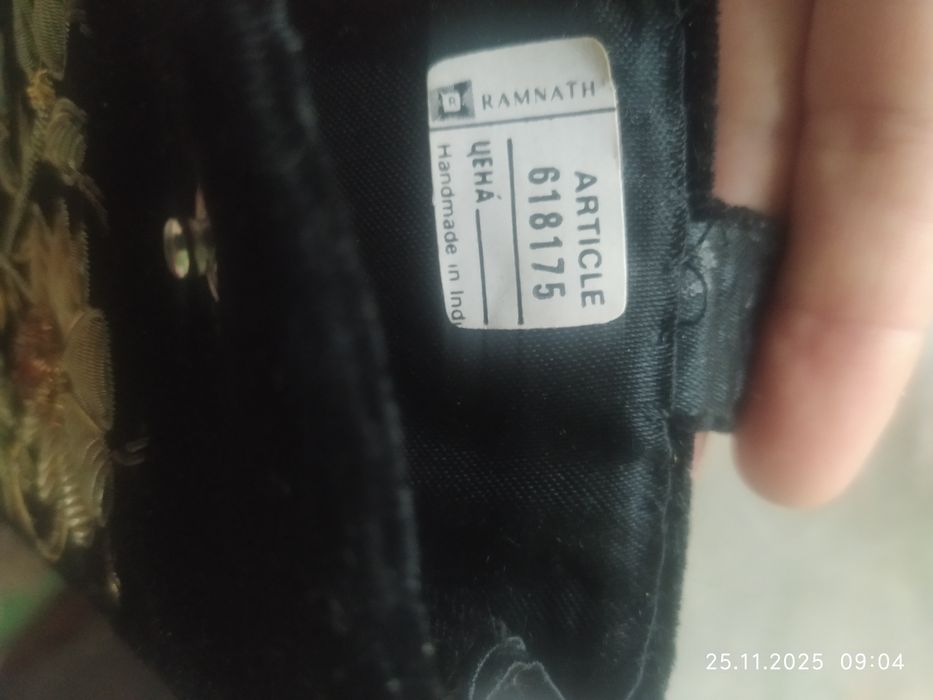 R
RAMNATH
ARTICLE
618175
ЦЕНА́
Handmade in Ind
25.11.2025 09:04